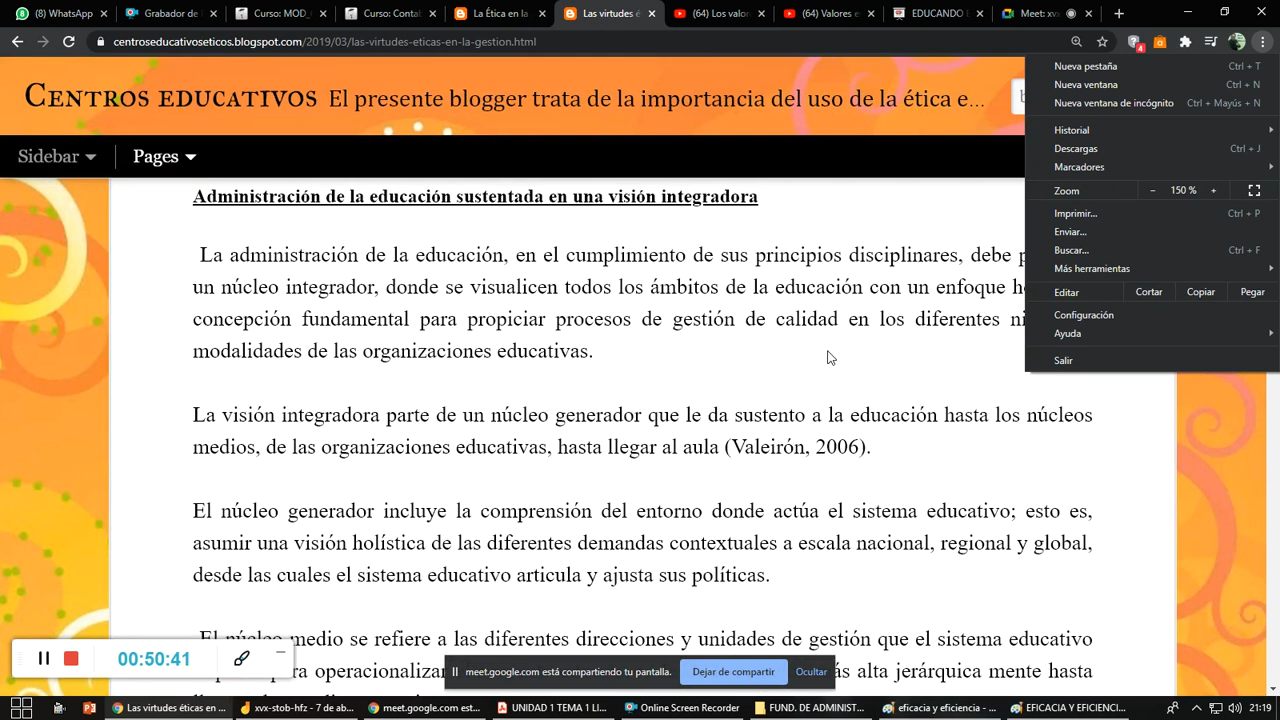 (8) WhatsApp
Grabador de
Curso: MOD_
Curso: Contab
La Ética en la
Las virtudes é
(64) Los valor
(64) Valores e
EDUCANDO E
Meet: xvx
centroseducativoseticos.blogspot.com/2019/03/las-virtudes-eticas-en-la-gestion.html
4
Centros educativos El presente blogger trata de la importancia del uso de la ética e...
Sidebar Pages
Nueva pestaña Ctrl + T
Nueva ventana Ctrl + N
Nueva ventana de incógnito Ctrl + Mayús + N
Historial
Descargas Ctrl + J
Marcadores
Zoom − 150 % +
Imprimir... Ctrl + P
Enviar...
Buscar... Ctrl + F
Más herramientas
Editar Cortar Copiar Pegar
Configuración
Ayuda
Salir
Administración de la educación sustentada en una visión integradora
La administración de la educación, en el cumplimiento de sus principios disciplinares, debe
un núcleo integrador, donde se visualicen todos los ámbitos de la educación con un enfoque
concepción fundamental para propiciar procesos de gestión de calidad en los diferentes
modalidades de las organizaciones educativas.
La visión integradora parte de un núcleo generador que le da sustento a la educación hasta los núcleos
medios, de las organizaciones educativas, hasta llegar al aula (Valeirón, 2006).
El núcleo generador incluye la comprensión del entorno donde actúa el sistema educativo; esto es,
asumir una visión holística de las diferentes demandas contextuales a escala nacional, regional y global,
desde las cuales el sistema educativo articula y ajusta sus políticas.
El núcleo medio se refiere a las diferentes direcciones y unidades de gestión que el sistema educativo
alta jerárquica mente hasta
00:50:41
meet.google.com está compartiendo tu pantalla. Dejar de compartir Ocultar
Las virtudes éticas en ...
xvx-stob-hfz - 7 de ab...
meet.google.com est...
UNIDAD 1 TEMA 1 LI...
Online Screen Recorder
FUND. DE ADMINIST...
eficacia y eficiencia - ...
EFICACIA Y EFICIENCI...
21:19